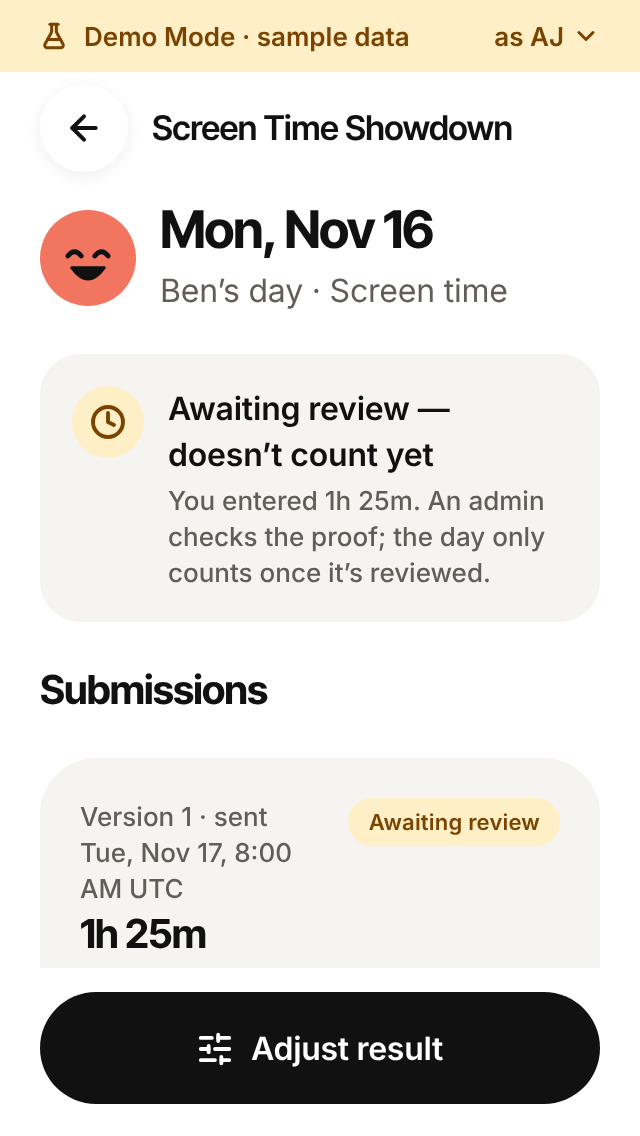 Demo Mode · sample data
as AJ
Screen Time Showdown
Mon, Nov 16
Ben’s day · Screen time
Awaiting review —
doesn’t count yet
You entered 1h 25m. An admin
checks the proof; the day only
counts once it’s reviewed.
Submissions
Version 1 · sent
Tue, Nov 17, 8:00
AM UTC
Awaiting review
1h 25m
Adjust result